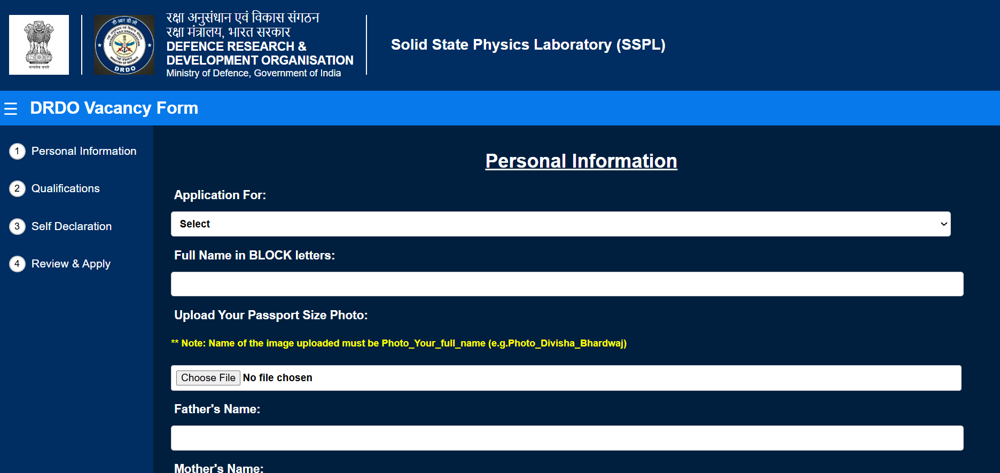 सत्यमेव जयते
डी आर डी ओ
DRDO
रक्षा अनुसंधान एवं विकास संगठन
रक्षा मंत्रालय, भारत सरकार
DEFENCE RESEARCH &
DEVELOPMENT ORGANISATION
Ministry of Defence, Government of India
Solid State Physics Laboratory (SSPL)
DRDO Vacancy Form
1 Personal Information
2 Qualifications
3 Self Declaration
4 Review & Apply
Personal Information
Application For:
Select
Full Name in BLOCK letters:
Upload Your Passport Size Photo:
** Note: Name of the image uploaded must be Photo_Your_full_name (e.g.Photo_Divisha_Bhardwaj)
Choose File No file chosen
Father's Name:
Mother's Name: